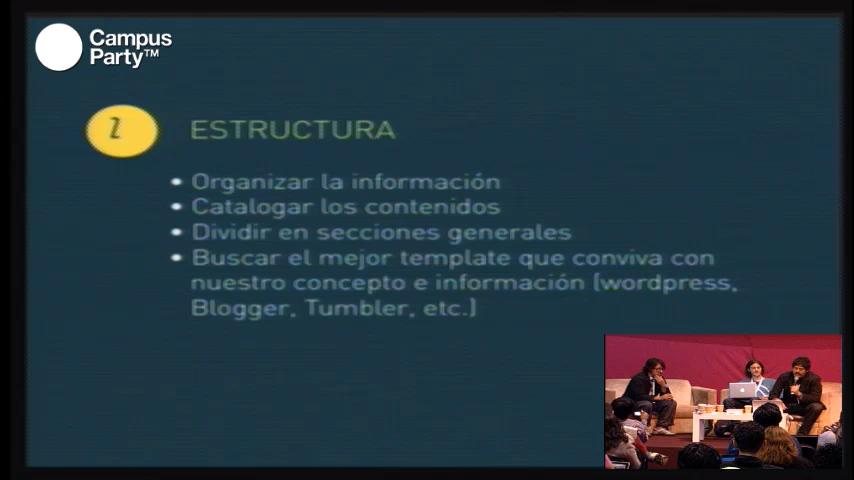 Campus
Party™
2
ESTRUCTURA
• Organizar la información
• Catalogar los contenidos
• Dividir en secciones generales
• Buscar el mejor template que conviva con
nuestro concepto e información (wordpress,
Blogger, Tumbler, etc.)